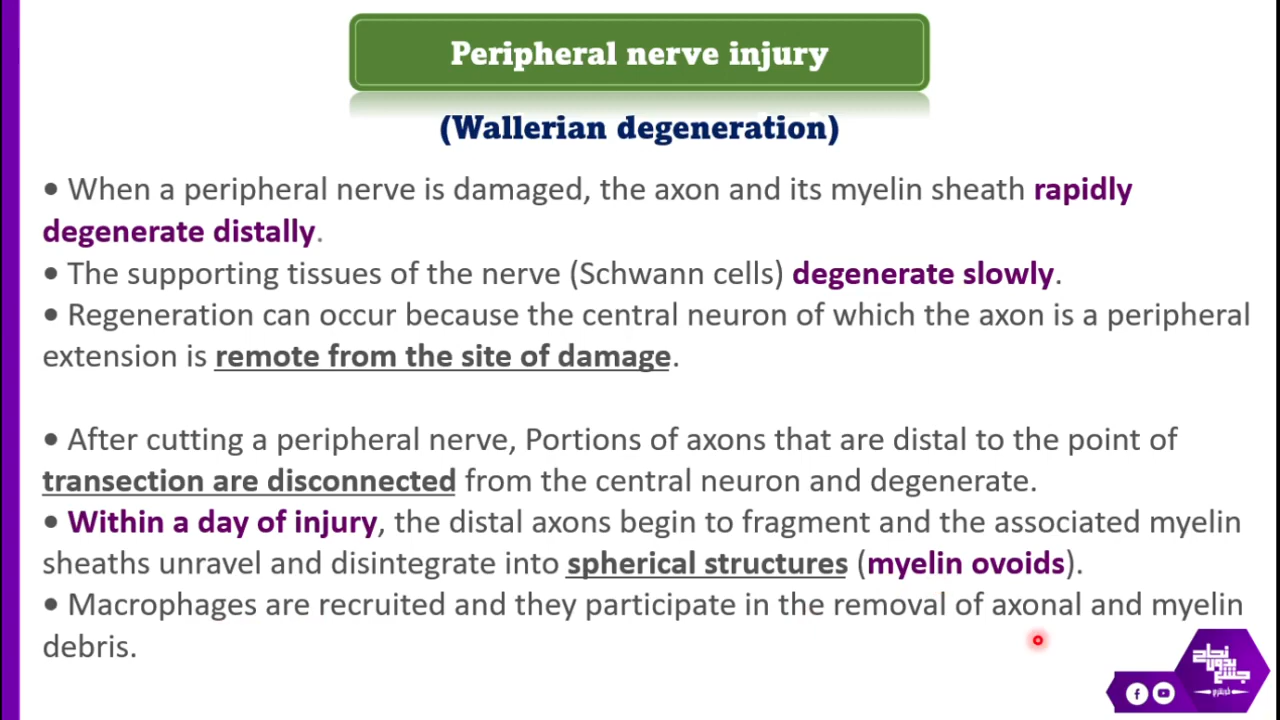 Peripheral nerve injury
(Wallerian degeneration)
• When a peripheral nerve is damaged, the axon and its myelin sheath rapidly
degenerate distally.
• The supporting tissues of the nerve (Schwann cells) degenerate slowly.
• Regeneration can occur because the central neuron of which the axon is a peripheral
extension is remote from the site of damage.
• After cutting a peripheral nerve, Portions of axons that are distal to the point of
transection are disconnected from the central neuron and degenerate.
• Within a day of injury, the distal axons begin to fragment and the associated myelin
sheaths unravel and disintegrate into spherical structures (myelin ovoids).
• Macrophages are recruited and they participate in the removal of axonal and myelin
debris.
نجاح
بدون